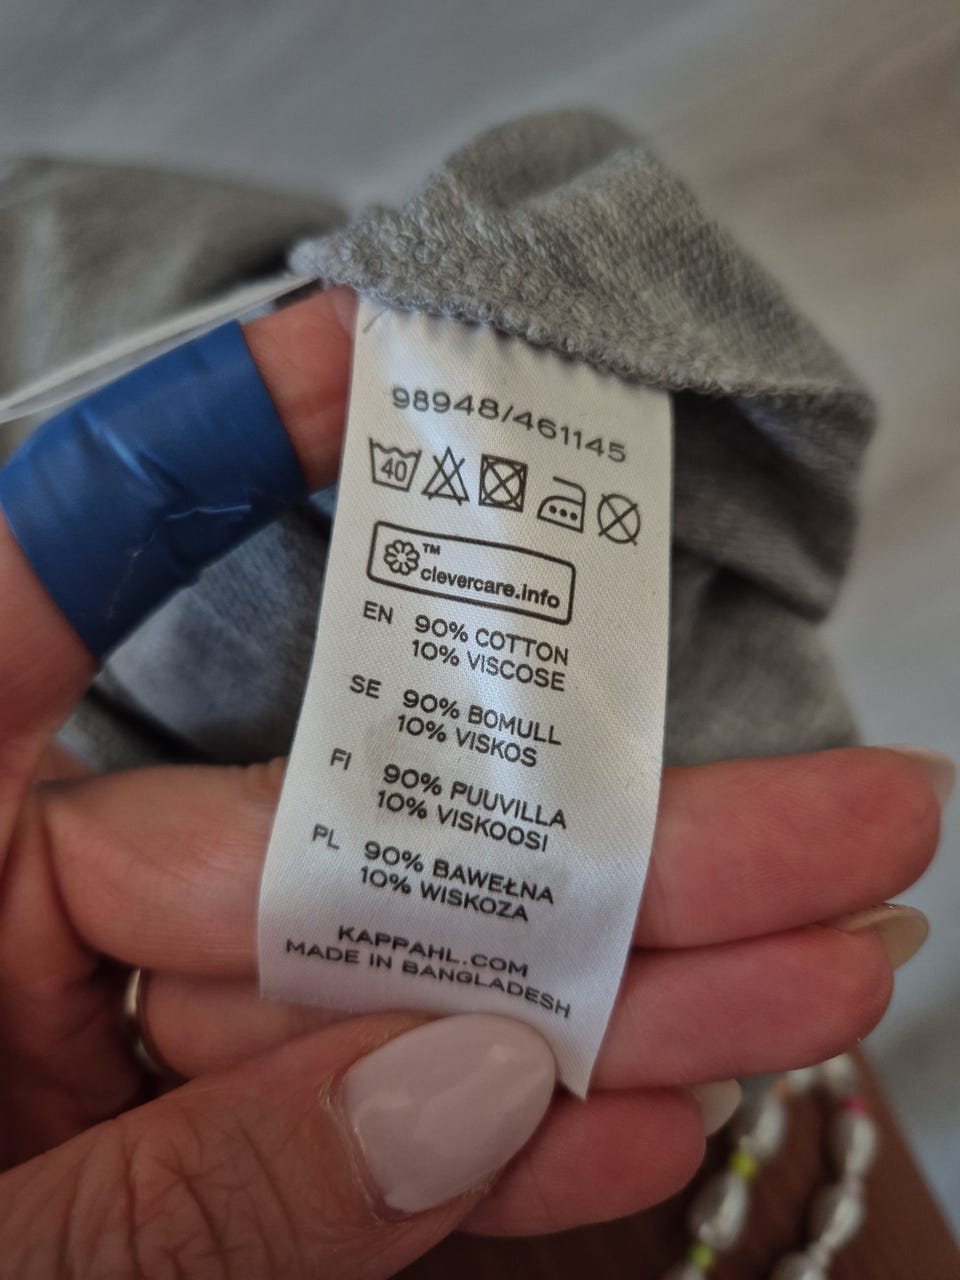 98948/461145
40
™
clevercare.info
EN 90% COTTON
10% VISCOSE
SE 90% BOMULL
10% VISKOS
FI 90% PUUVILLA
10% VISKOOSI
PL 90% BAWEŁNA
10% WISKOZA
KAPPAHL.COM
MADE IN BANGLADESH